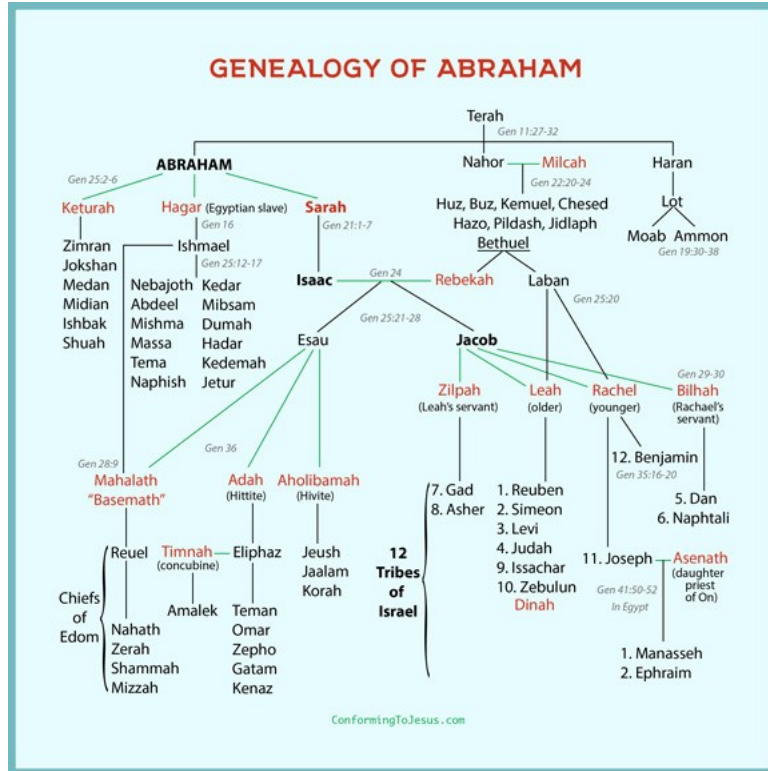 GENEALOGY OF ABRAHAM
Terah
Gen 11:27-32
ABRAHAM
Nahor
Milcah
Haran
Gen 25:2-6
Gen 22:20-24
Keturah
Hagar (Egyptian slave)
Sarah
Huz, Buz, Kemuel, Chesed
Hazo, Pildash, Jidlaph
Bethuel
Lot
Gen 16
Gen 21:1-7
Moab Ammon
Gen 19:30-38
Zimran
Jokshan
Medan
Midian
Ishbak
Shuah
Ishmael
Gen 25:12-17
Nebajoth
Abdeel
Mishma
Massa
Tema
Naphish
Kedar
Mibsam
Dumah
Hadar
Kedemah
Jetur
Isaac
Gen 24
Rebekah
Laban
Gen 25:20
Gen 25:21-28
Esau
Jacob
Gen 29-30
Zilpah
(Leah's servant)
Leah
(older)
Rachel
(younger)
Bilhah
(Rachael's
servant)
Gen 28:9
Gen 36
12. Benjamin
Gen 35:16-20
Mahalath
"Basemath"
Adah
(Hittite)
Aholibamah
(Hivite)
7. Gad
8. Asher
1. Reuben
2. Simeon
3. Levi
4. Judah
9. Issachar
10. Zebulun
Dinah
5. Dan
6. Naphtali
12
Tribes
of
Israel
Reuel
Timnah
(concubine)
Eliphaz
Jeush
Jaalam
Korah
11. Joseph
Asenath
(daughter
priest
of On)
Gen 41:50-52
In Egypt
Chiefs
of
Edom
Amalek
Nahath
Zerah
Shammah
Mizzah
Teman
Omar
Zepho
Gatam
Kenaz
1. Manasseh
2. Ephraim
ConformingToJesus.com